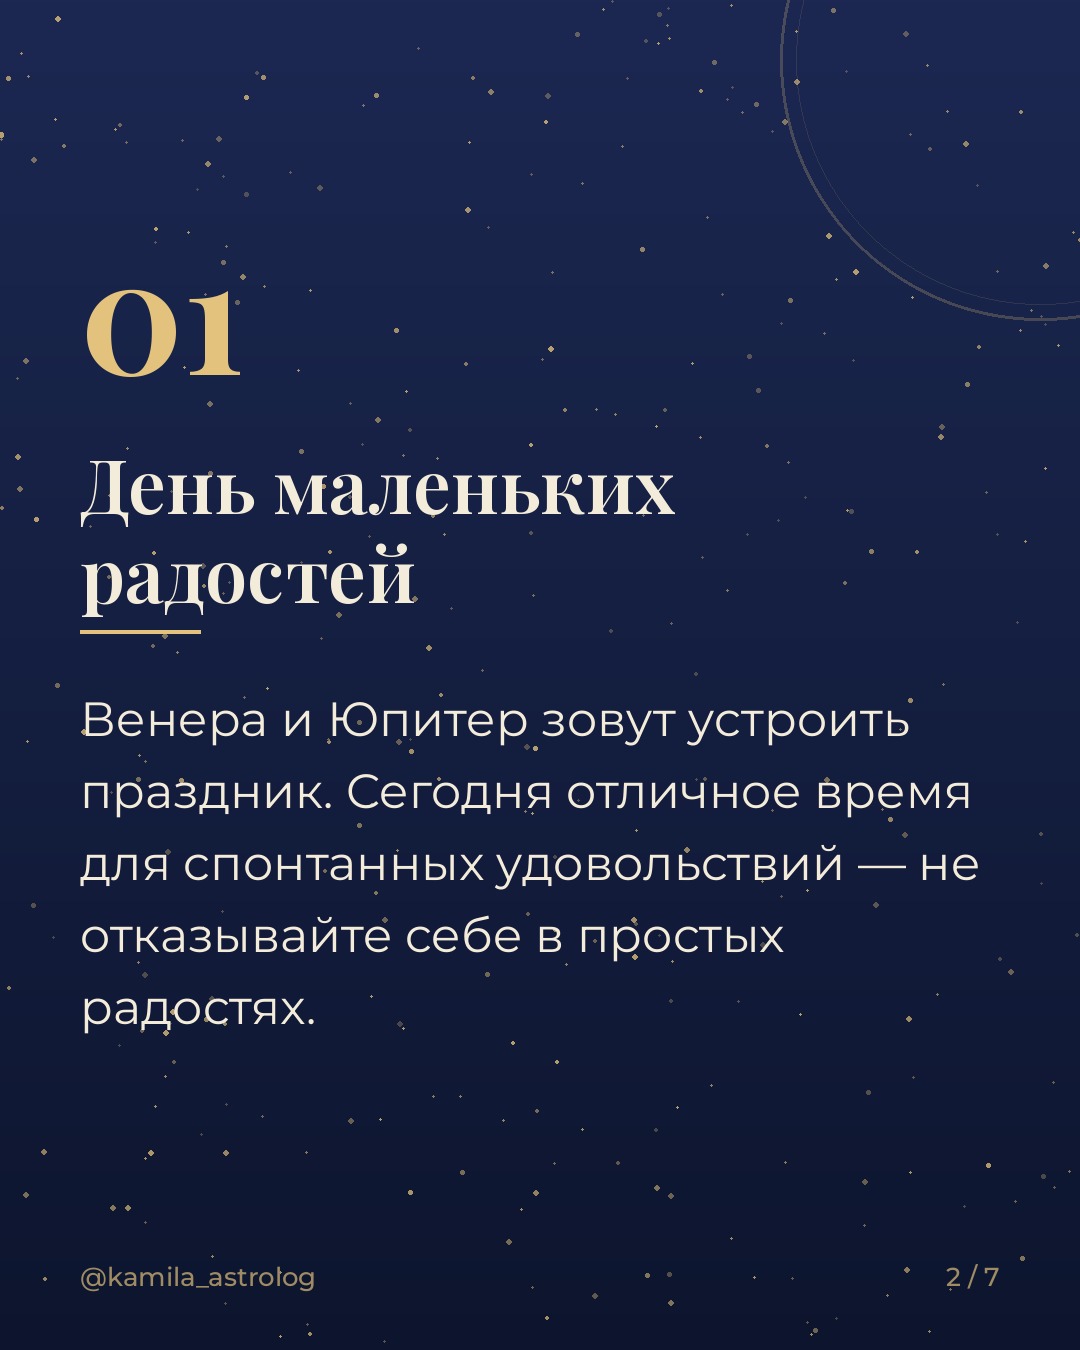 01
День маленьких
радостей
Венера и Юпитер зовут устроить
праздник. Сегодня отличное время
для спонтанных удовольствий — не
отказывайте себе в простых
радостях.
@kamila_astrolog
2 / 7